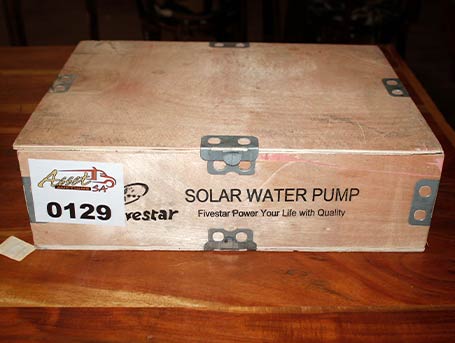 Asset
SA
0129
vestar
SOLAR WATER PUMP
Fivestar Power Your Life with Quality